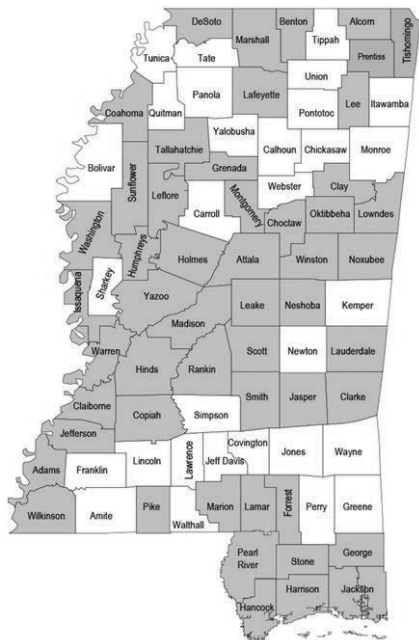 DeSoto
Benton
Alcorn
Tishomingo
Marshall
Tippah
Prentiss
Tunica
Tate
Union
Panola
Lafayette
Lee
Itawamba
Coahoma
Quitman
Pontotoc
Yalobusha
Tallahatchie
Calhoun
Chickasaw
Monroe
Bolivar
Sunflower
Grenada
Leflore
Webster
Clay
Carroll
Montgomery
Choctaw
Oktibbeha
Lowndes
Washington
Humphreys
Holmes
Attala
Winston
Noxubee
Issaquena
Sharkey
Yazoo
Leake
Neshoba
Kemper
Madison
Warren
Scott
Newton
Lauderdale
Hinds
Rankin
Claiborne
Copiah
Simpson
Smith
Jasper
Clarke
Jefferson
Lincoln
Lawrence
Jeff Davis
Covington
Jones
Wayne
Adams
Franklin
Wilkinson
Amite
Pike
Walthall
Marion
Lamar
Forrest
Perry
Greene
Pearl
River
Stone
George
Hancock
Harrison
Jackson